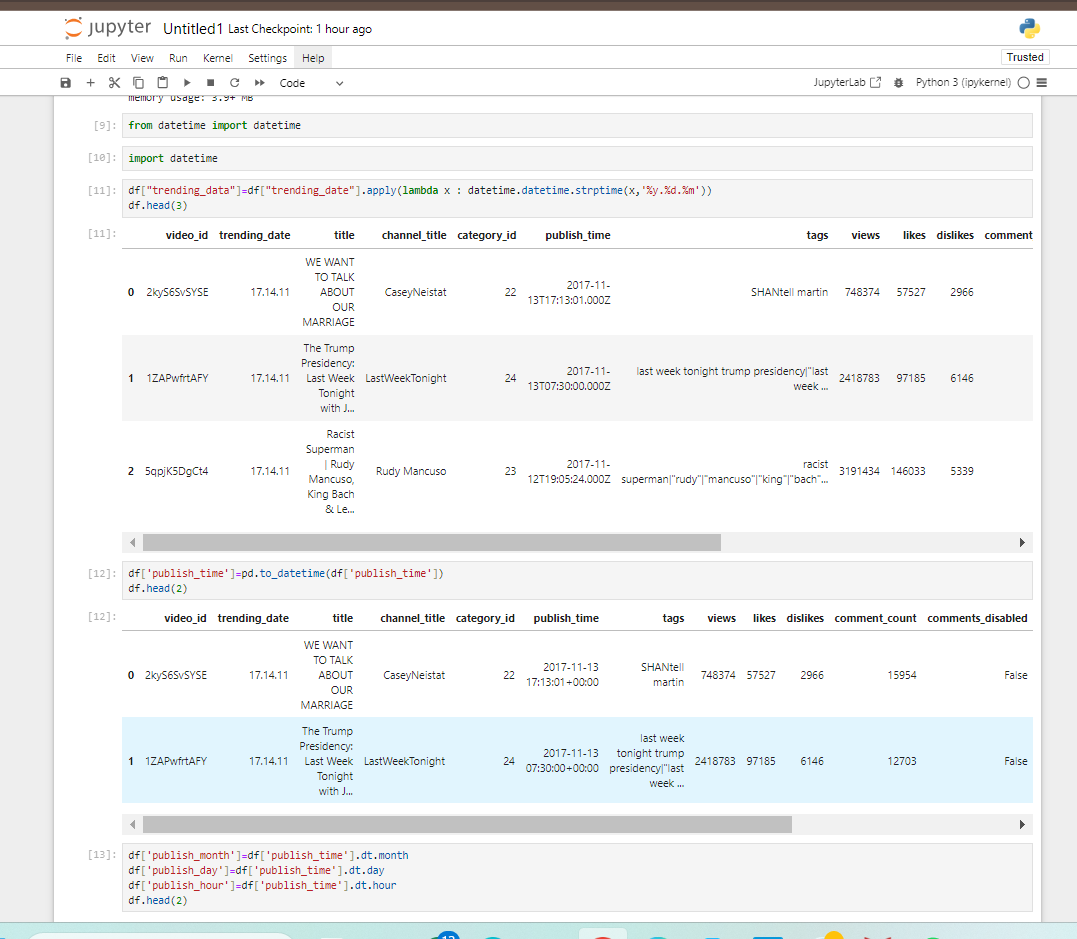 jupyter Untitled1 Last Checkpoint: 1 hour ago
File Edit View Run Kernel Settings Help
Trusted
Code
JupyterLab Python 3 (ipykernel)
memory usage: 3.9+ MB
[9]: from datetime import datetime
[10]: import datetime
[11]: df["trending_data"]=df["trending_date"].apply(lambda x : datetime.datetime.strptime(x,'%y.%d.%m'))
df.head(3)
[11]: video_id trending_date title channel_title category_id publish_time tags views likes dislikes comment
WE WANT
TO TALK
0 2kyS6SvSYSE 17.14.11 ABOUT CaseyNeistat 22 2017-11-13T17:13:01.000Z SHANtell martin 748374 57527 2966
OUR
MARRIAGE
The Trump
Presidency:
1 1ZAPwfrtAFY 17.14.11 Last Week LastWeekTonight 24 2017-11-13T07:30:00.000Z last week tonight trump presidency|"last week ... 2418783 97185 6146
Tonight
with J...
Racist
Superman
| Rudy
2 5qpjK5DgCt4 17.14.11 Mancuso, Rudy Mancuso 23 2017-11-12T19:05:24.000Z racist superman|"rudy"|"mancuso"|"king"|"bach"... 3191434 146033 5339
King Bach
& Le...
[12]: df['publish_time']=pd.to_datetime(df['publish_time'])
df.head(2)
[12]: video_id trending_date title channel_title category_id publish_time tags views likes dislikes comment_count comments_disabled
WE WANT
TO TALK
0 2kyS6SvSYSE 17.14.11 ABOUT CaseyNeistat 22 2017-11-13 17:13:01+00:00 SHANtell martin 748374 57527 2966 15954 False
OUR
MARRIAGE
The Trump
Presidency:
1 1ZAPwfrtAFY 17.14.11 Last Week LastWeekTonight 24 2017-11-13 07:30:00+00:00 last week tonight trump presidency|"last week ... 2418783 97185 6146 12703 False
Tonight
with J...
[13]: df['publish_month']=df['publish_time'].dt.month
df['publish_day']=df['publish_time'].dt.day
df['publish_hour']=df['publish_time'].dt.hour
df.head(2)